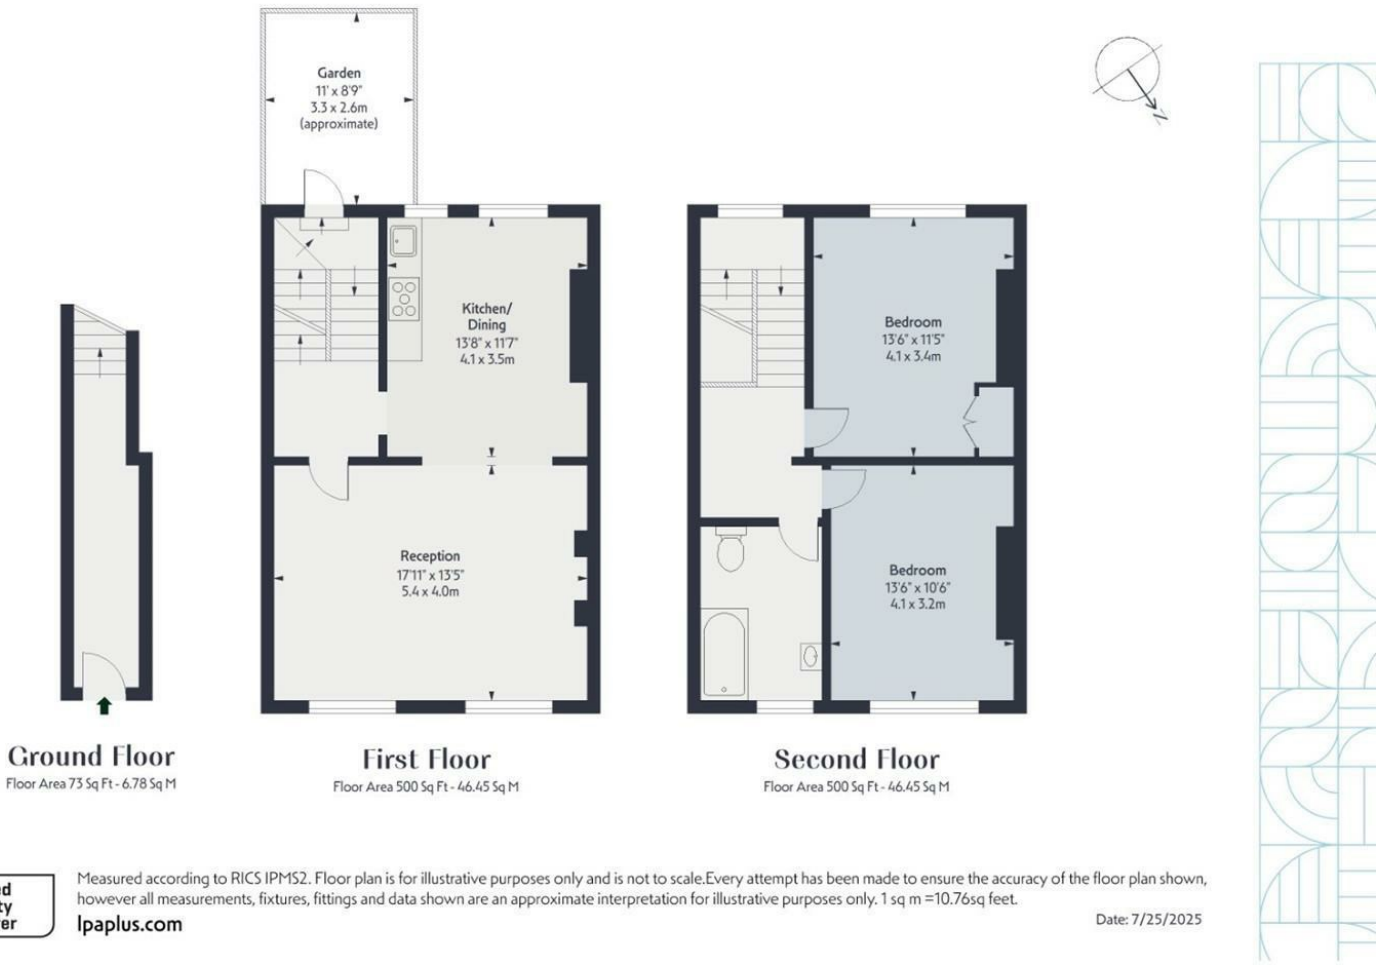 Garden
11' x 8'9"
3.3 x 2.6m
(approximate)
N
Kitchen/
Dining
13'8" x 11'7"
4.1 x 3.5m
Bedroom
13'6" x 11'5"
4.1 x 3.4m
Reception
17'11" x 13'5"
5.4 x 4.0m
Bedroom
13'6" x 10'6"
4.1 x 3.2m
Ground Floor
Floor Area 73 Sq Ft - 6.78 Sq M
First Floor
Floor Area 500 Sq Ft - 46.45 Sq M
Second Floor
Floor Area 500 Sq Ft - 46.45 Sq M
ed
ty
er
Measured according to RICS IPMS2. Floor plan is for illustrative purposes only and is not to scale.Every attempt has been made to ensure the accuracy of the floor plan shown,
however all measurements, fixtures, fittings and data shown are an approximate interpretation for illustrative purposes only. 1 sq m =10.76sq feet.
lpaplus.com
Date: 7/25/2025